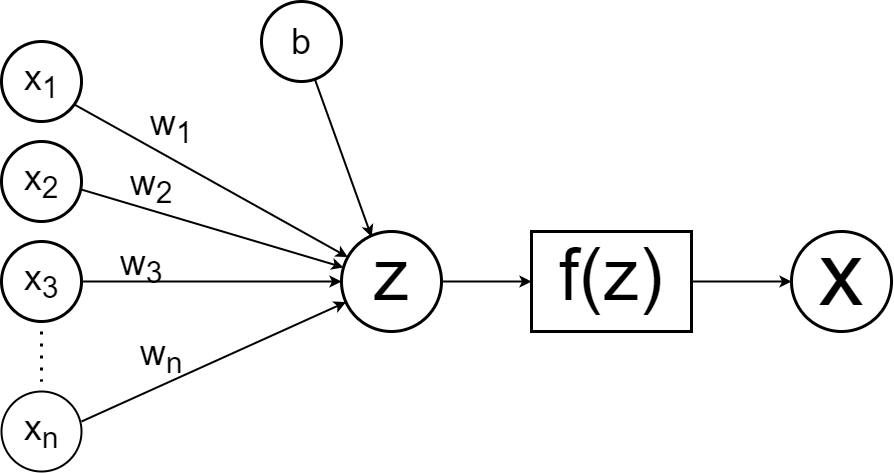 b
x₁
w₁
x₂
w₂
x₃
w₃
z
f(z)
x
wₙ
xₙ